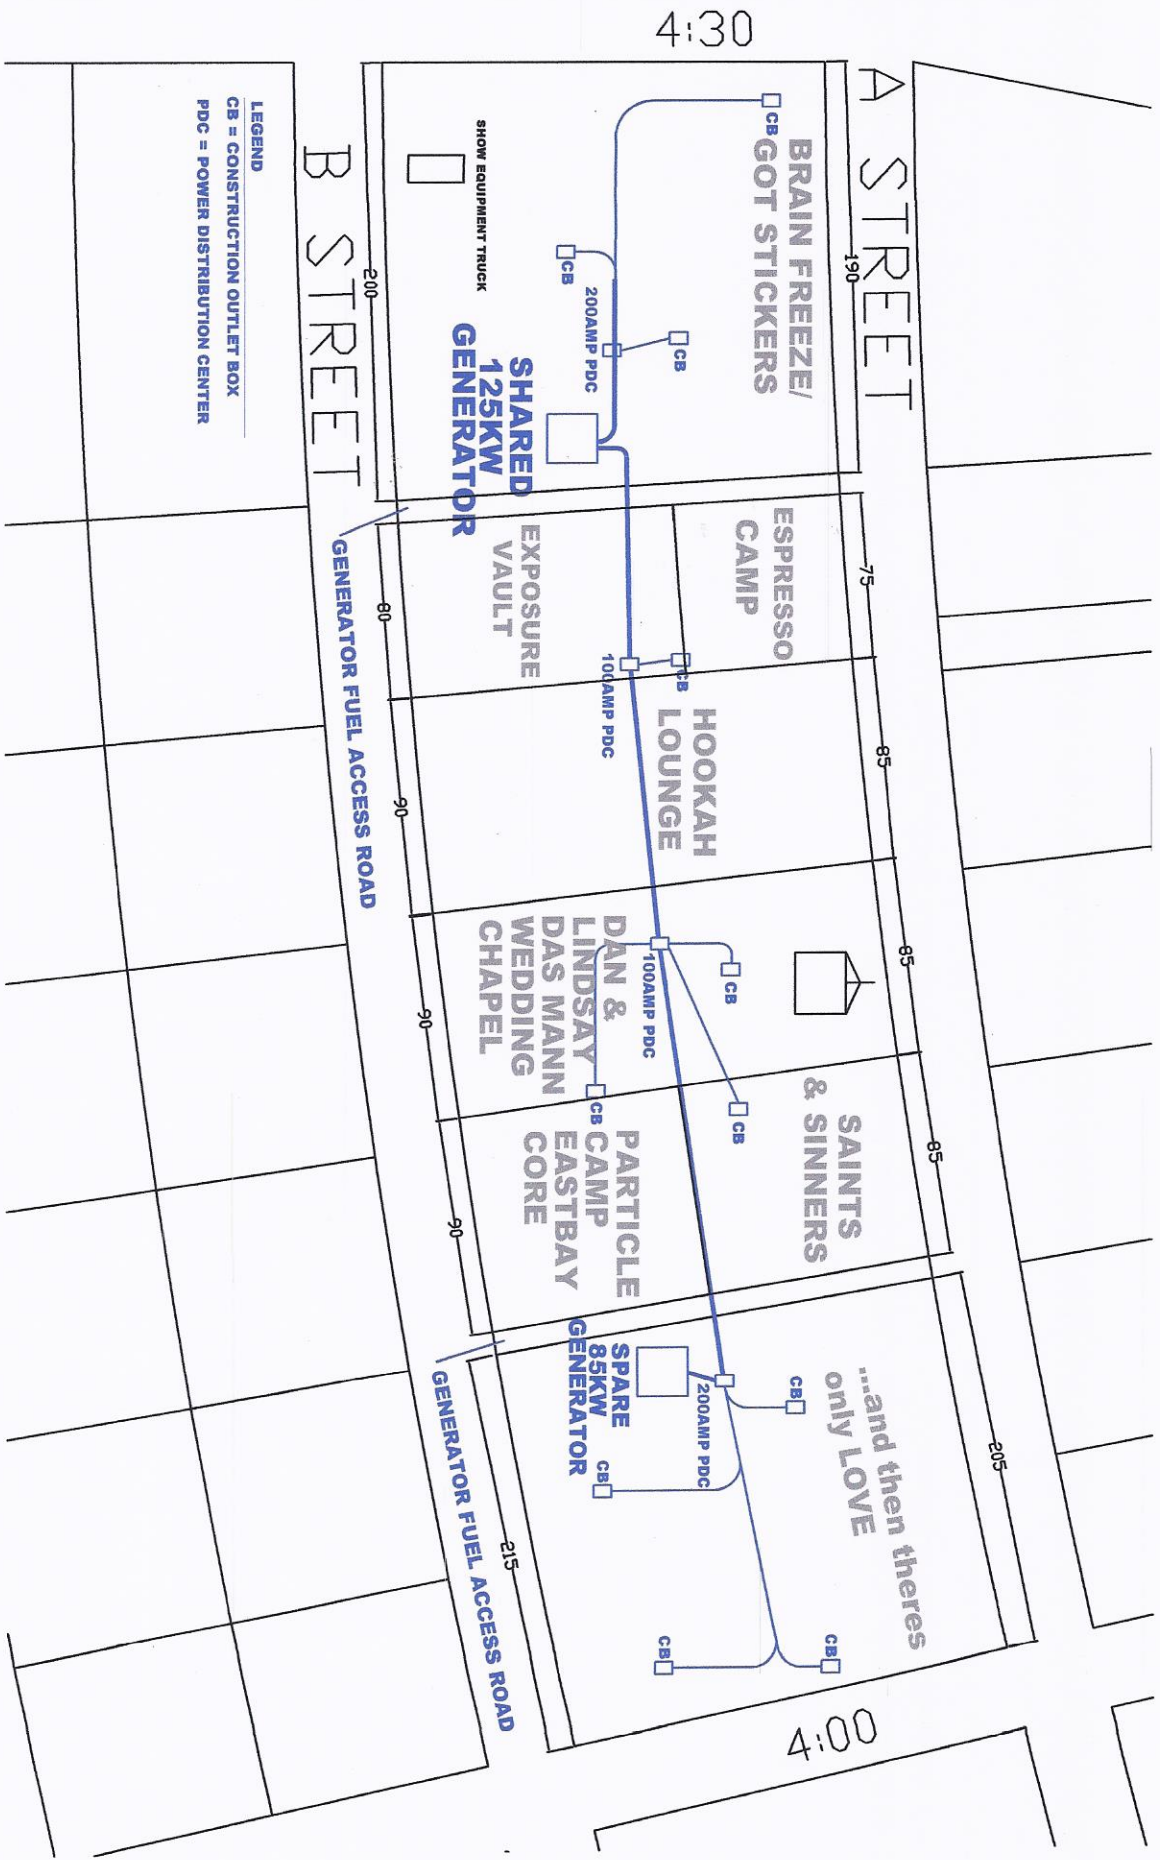 4:30
A STREET
B STREET
LEGEND
CB = CONSTRUCTION OUTLET BOX
PDC = POWER DISTRIBUTION CENTER
190
200
BRAIN FREEZE/
GOT STICKERS
CB
CB
CB
SHOW EQUIPMENT TRUCK
200AMP PDC
SHARED
125KW
GENERATOR
GENERATOR FUEL ACCESS ROAD
75
80
ESPRESSO
CAMP
EXPOSURE
VAULT
CB
100AMP PDC
85
90
HOOKAH
LOUNGE
85
90
DAN &
LINDSAY
DAS MANN
WEDDING
CHAPEL
100AMP PDC
CB
CB
CB
85
90
SAINTS
& SINNERS
PARTICLE
CAMP
EASTBAY
CORE
205
215
...and then theres
only LOVE
SPARE
85KW
GENERATOR
200AMP PDC
CB
CB
CB
CB
GENERATOR FUEL ACCESS ROAD
4:00